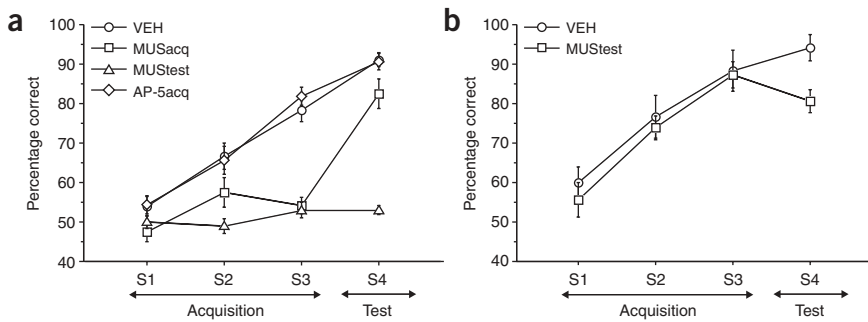 a
VEH
MUSacq
MUStest
AP-5acq
Percentage correct
100
90
80
70
60
50
40
S1 S2 S3 S4
Acquisition Test
b
VEH
MUStest
Percentage correct
100
90
80
70
60
50
40
S1 S2 S3 S4
Acquisition Test